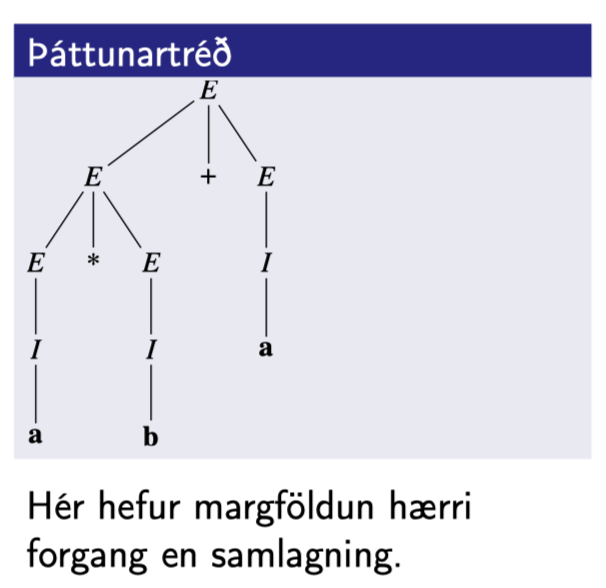 Þáttunartréð
E
E + E
E * E I
I I a
a b
Hér hefur margföldun hærri
forgang en samlagning.